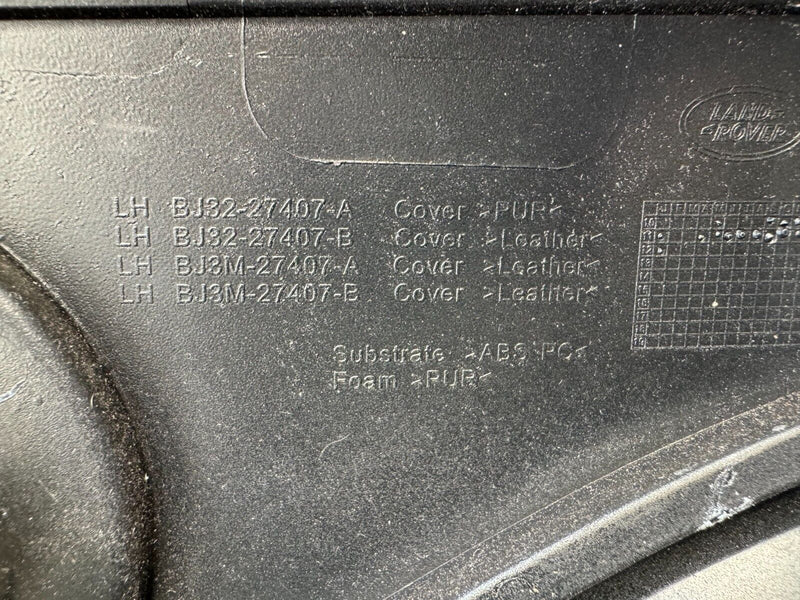 LAND-
ROVER
LH BJ32-27407-A Cover >PUR<
LH BJ32-27407-B Cover >Leather<
LH BJ3M-27407-A Cover >Leather<
LH BJ3M-27407-B Cover >Leather<
Substrate >ABS PC<
Foam >PUR<